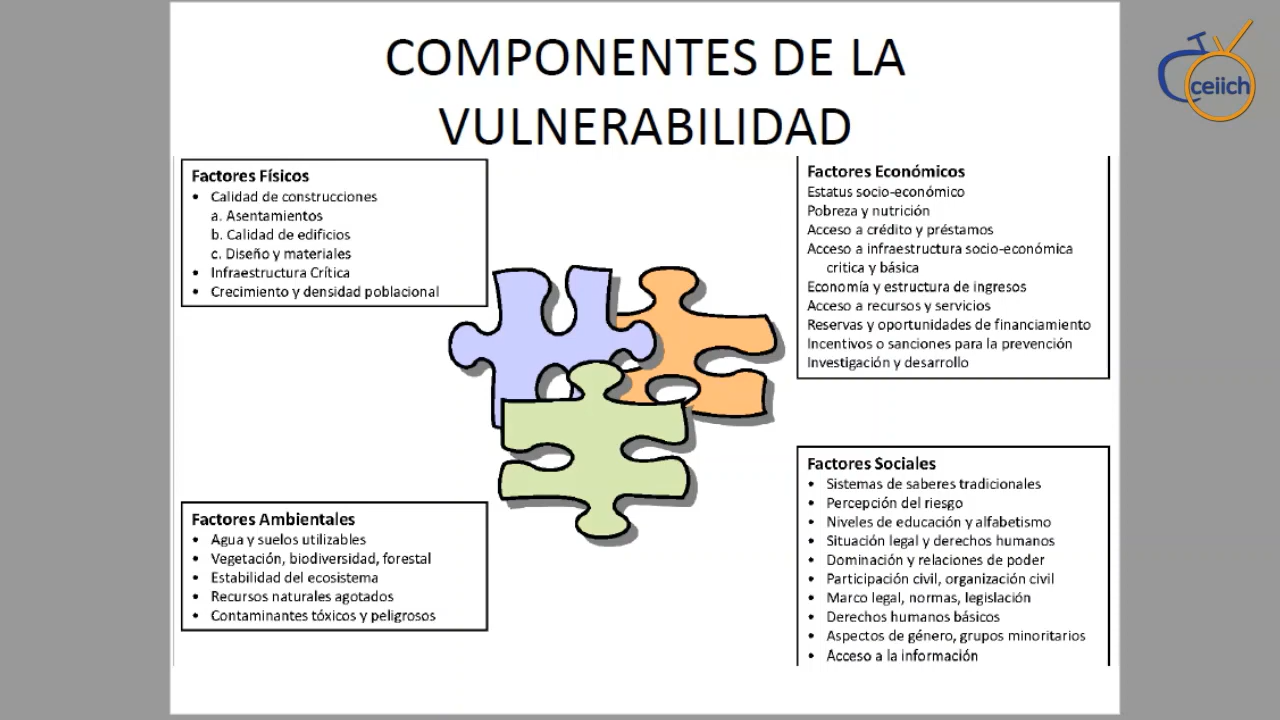 COMPONENTES DE LA
VULNERABILIDAD
ceiich
Factores Físicos
• Calidad de construcciones
a. Asentamientos
b. Calidad de edificios
c. Diseño y materiales
• Infraestructura Crítica
• Crecimiento y densidad poblacional
Factores Económicos
Estatus socio-económico
Pobreza y nutrición
Acceso a crédito y préstamos
Acceso a infraestructura socio-económica
critica y básica
Economía y estructura de ingresos
Acceso a recursos y servicios
Reservas y oportunidades de financiamiento
Incentivos o sanciones para la prevención
Investigación y desarrollo
Factores Ambientales
• Agua y suelos utilizables
• Vegetación, biodiversidad, forestal
• Estabilidad del ecosistema
• Recursos naturales agotados
• Contaminantes tóxicos y peligrosos
Factores Sociales
• Sistemas de saberes tradicionales
• Percepción del riesgo
• Niveles de educación y alfabetismo
• Situación legal y derechos humanos
• Dominación y relaciones de poder
• Participación civil, organización civil
• Marco legal, normas, legislación
• Derechos humanos básicos
• Aspectos de género, grupos minoritarios
• Acceso a la información